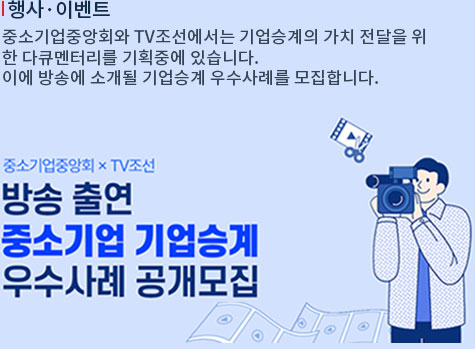 행사·이벤트
중소기업중앙회와 TV조선에서는 기업승계의 가치 전달을 위
한 다큐멘터리를 기획중에 있습니다.
이에 방송에 소개될 기업승계 우수사례를 모집합니다.
중소기업중앙회 × TV조선
방송 출연
중소기업 기업승계
우수사례 공개모집